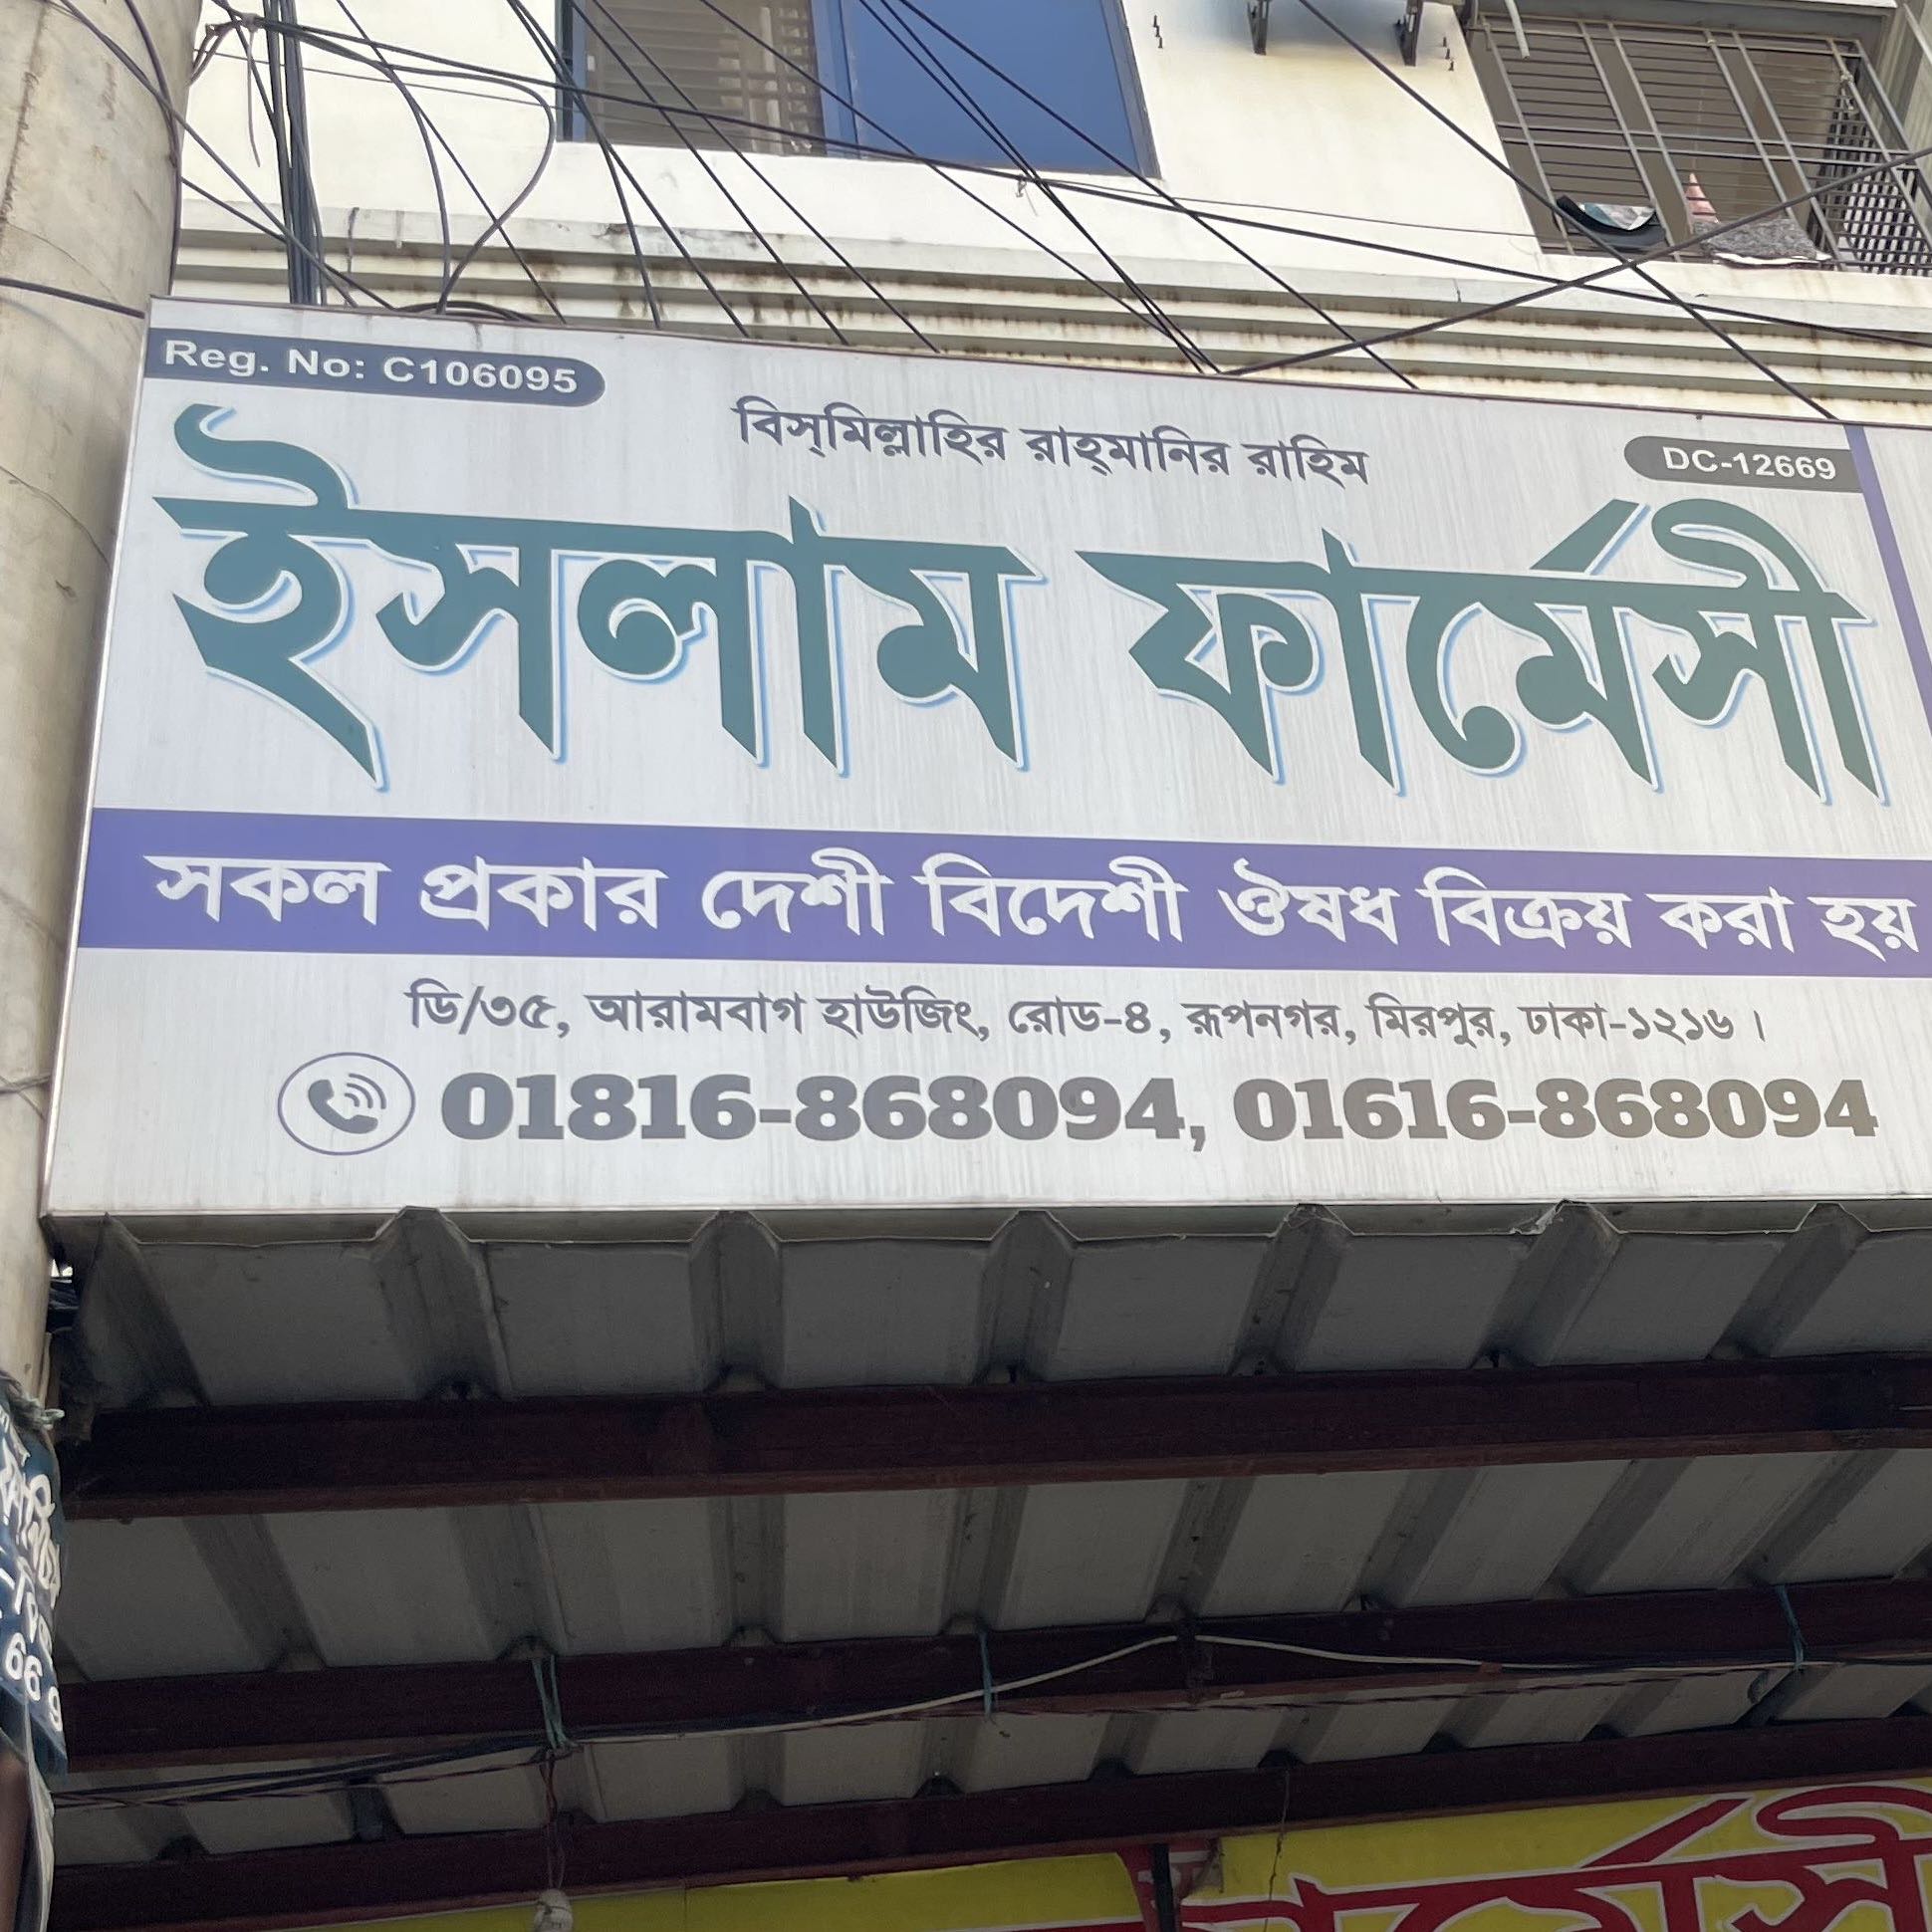 Reg. No: C106095
বিস্‌মিল্লাহির রাহ্‌মানির রাহিম
DC-12669
ইসলাম ফার্মেসী
সকল প্রকার দেশী বিদেশী ঔষধ বিক্রয় করা হয়
ডি/৩৫, আরামবাগ হাউজিং, রোড-৪, রূপনগর, মিরপুর, ঢাকা-১২১৬।
01816-868094, 01616-868094